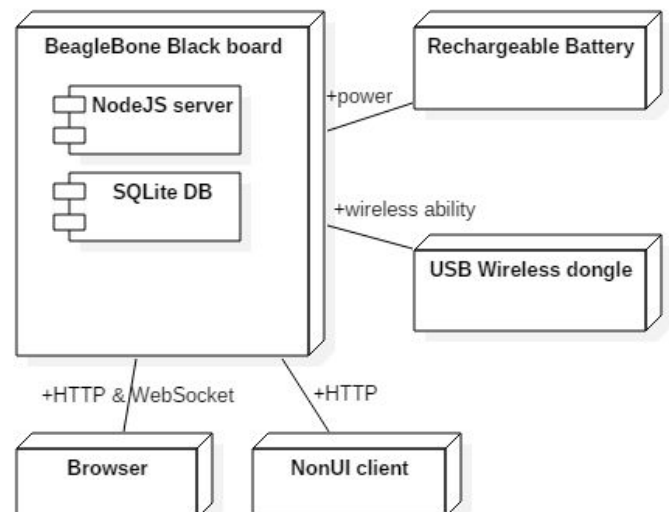 BeagleBone Black board
Rechargeable Battery
NodeJS server
+power
SQLite DB
+wireless ability
USB Wireless dongle
+HTTP & WebSocket
+HTTP
Browser
NonUI client